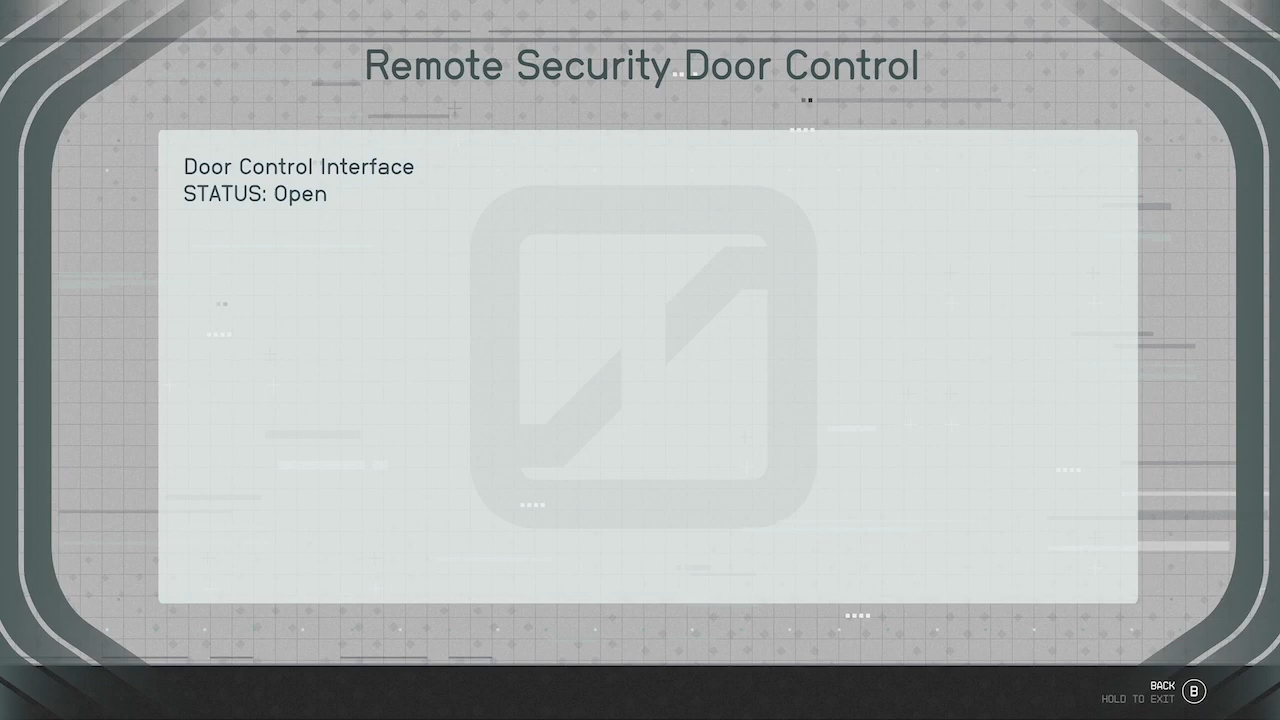 Remote Security Door Control
Door Control Interface
STATUS: Open
BACK
HOLD TO EXIT
B